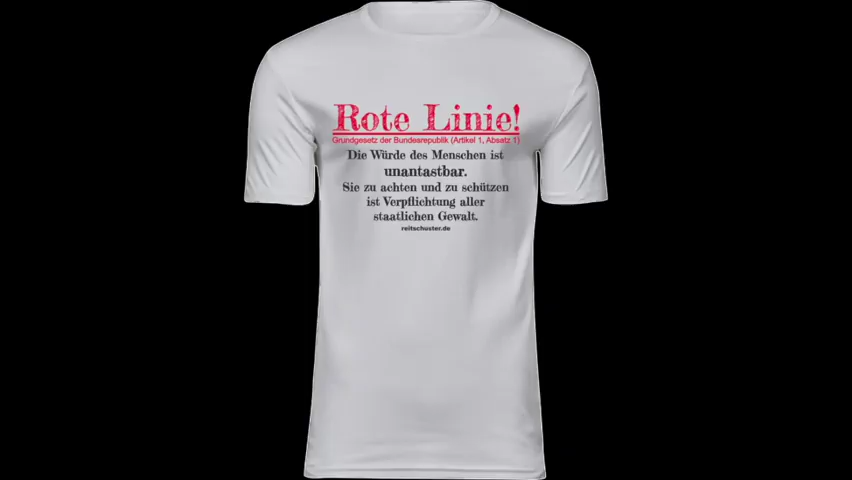 Rote Linie!
Grundgesetz der Bundesrepublik (Artikel 1, Absatz 1)
Die Würde des Menschen ist
unantastbar.
Sie zu achten und zu schützen
ist Verpflichtung aller
staatlichen Gewalt.
reitschuster.de